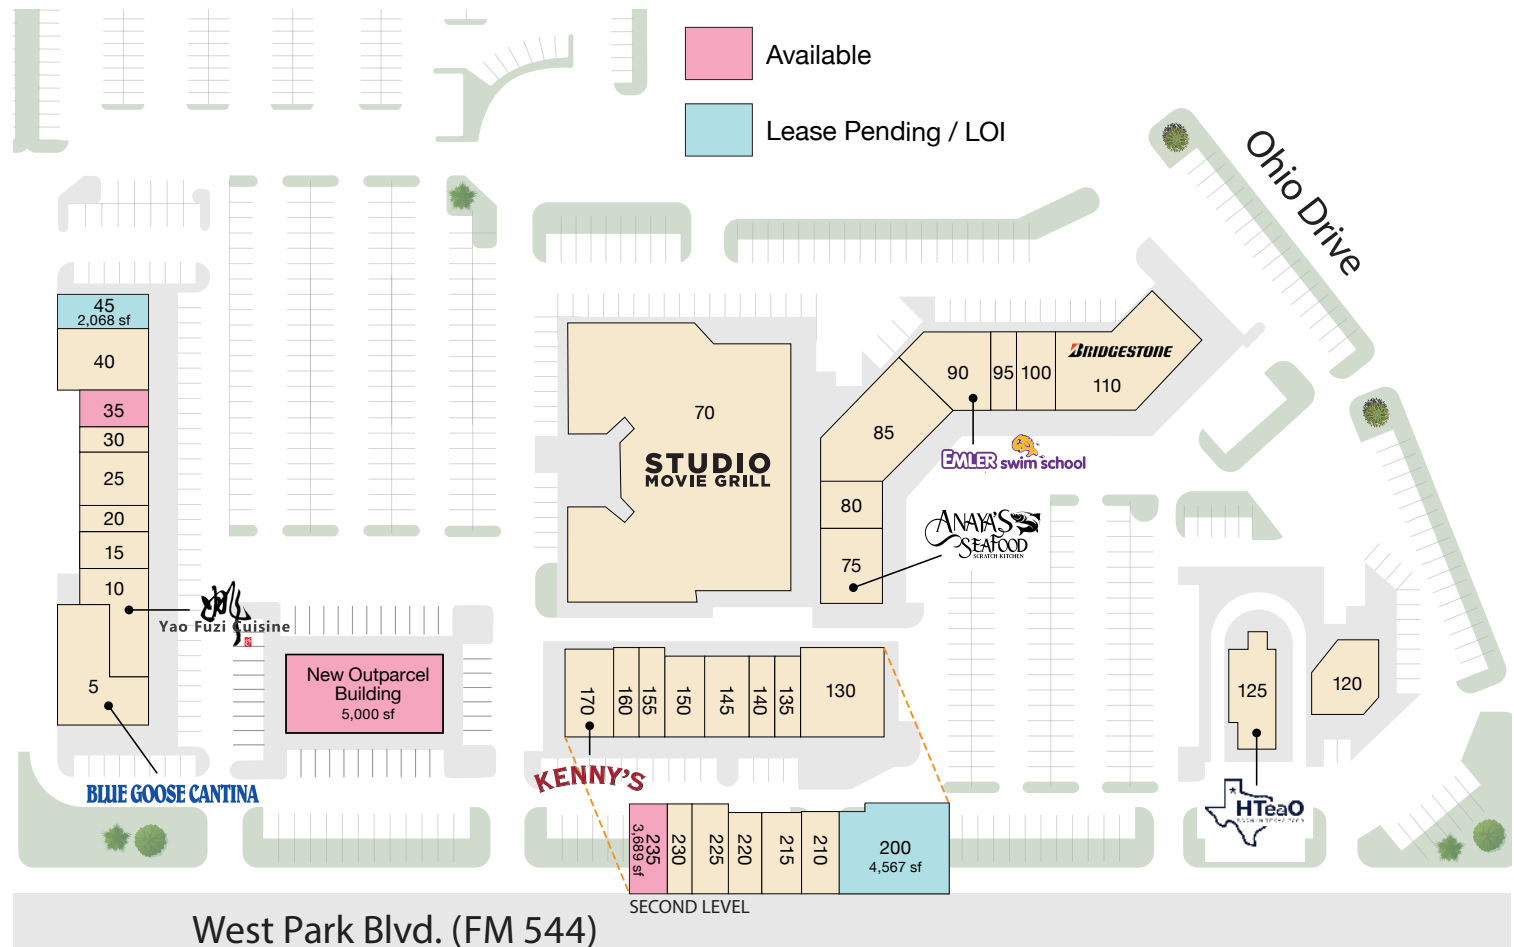 Available
Lease Pending / LOI
Ohio Drive
45
2,068 sf
40
35
30
25
20
15
10
Yao Fuzi Cuisine
5
BLUE GOOSE CANTINA
New Outparcel
Building
5,000 sf
70
STUDIO
MOVIE GRILL
90
95
100
BRIDGESTONE
110
85
EMLER swim school
80
ANAYA'S
SEAFOOD
SCRATCH KITCHEN
75
170
160
155
150
145
140
135
130
KENNY'S
125
120
HTeaO
235
3,689 sf
230
225
220
215
210
200
4,567 sf
SECOND LEVEL
West Park Blvd. (FM 544)